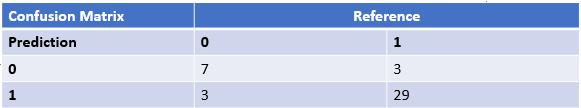 Confusion Matrix Reference
Prediction 0 1
0 7 3
1 3 29